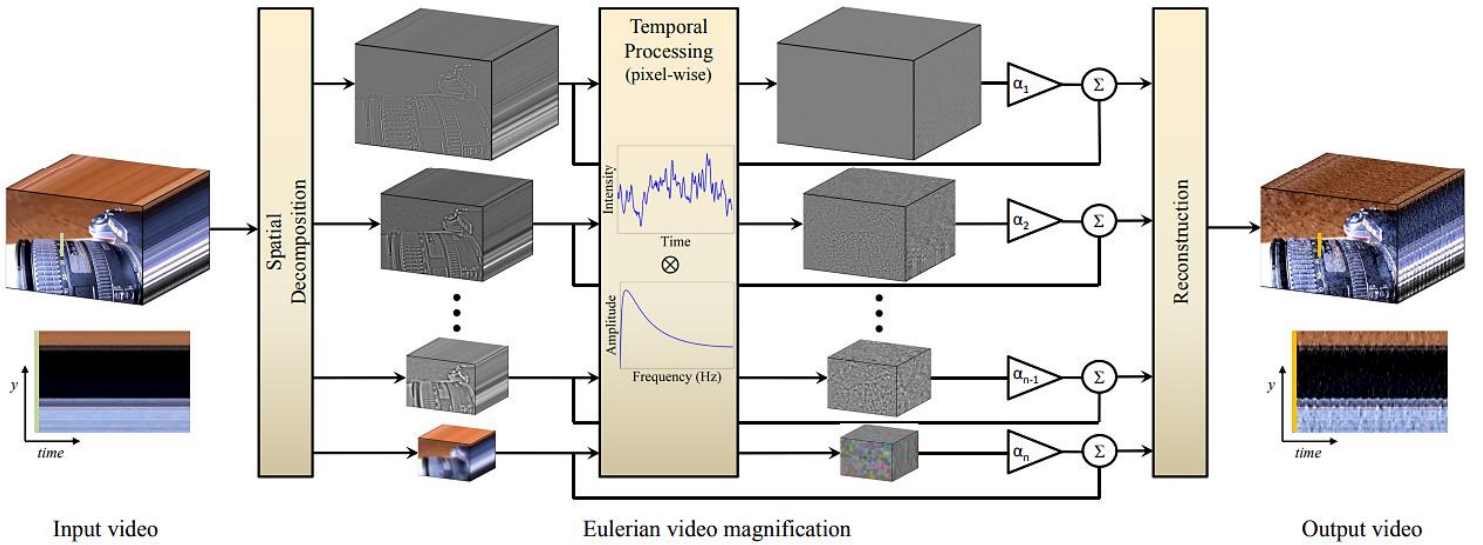 Spatial
Decomposition
Temporal
Processing
(pixel-wise)
Intensity
Time
⊗
Amplitude
Frequency (Hz)
α1
Σ
α2
Σ
αn-1
Σ
αn
Σ
Reconstruction
y
time
y
time
Input video
Eulerian video magnification
Output video